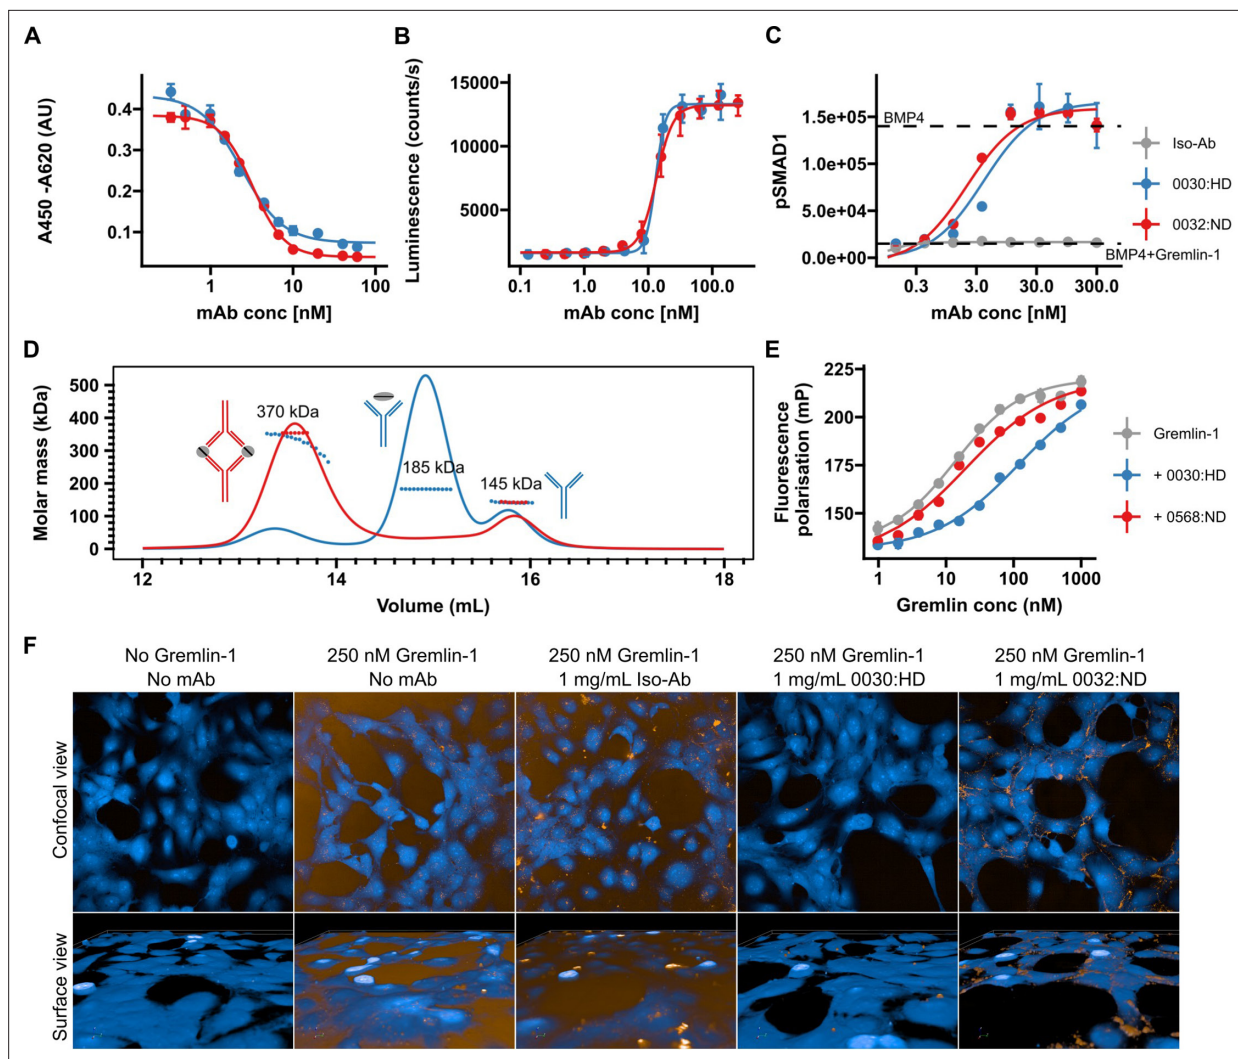 A
B
C
A450 -A620 (AU)
0.4
0.3
0.2
0.1
1
10
100
mAb conc [nM]
Luminescence (counts/s)
15000
10000
5000
0.1
1.0
10.0
100.0
mAb conc [nM]
pSMAD1
1.5e+05
1.0e+05
5.0e+04
0.0e+00
BMP4
BMP4+Gremlin-1
0.3
3.0
30.0
300.0
mAb conc [nM]
Iso-Ab
0030:HD
0032:ND
D
Molar mass (kDa)
500
400
300
200
100
0
370 kDa
185 kDa
145 kDa
12
14
16
18
Volume (mL)
E
Fluorescence
polarisation (mP)
225
200
175
150
1
10
100
1000
Gremlin conc (nM)
Gremlin-1
+ 0030:HD
+ 0568:ND
F
No Gremlin-1
No mAb
250 nM Gremlin-1
No mAb
250 nM Gremlin-1
1 mg/mL Iso-Ab
250 nM Gremlin-1
1 mg/mL 0030:HD
250 nM Gremlin-1
1 mg/mL 0032:ND
Confocal view
Surface view